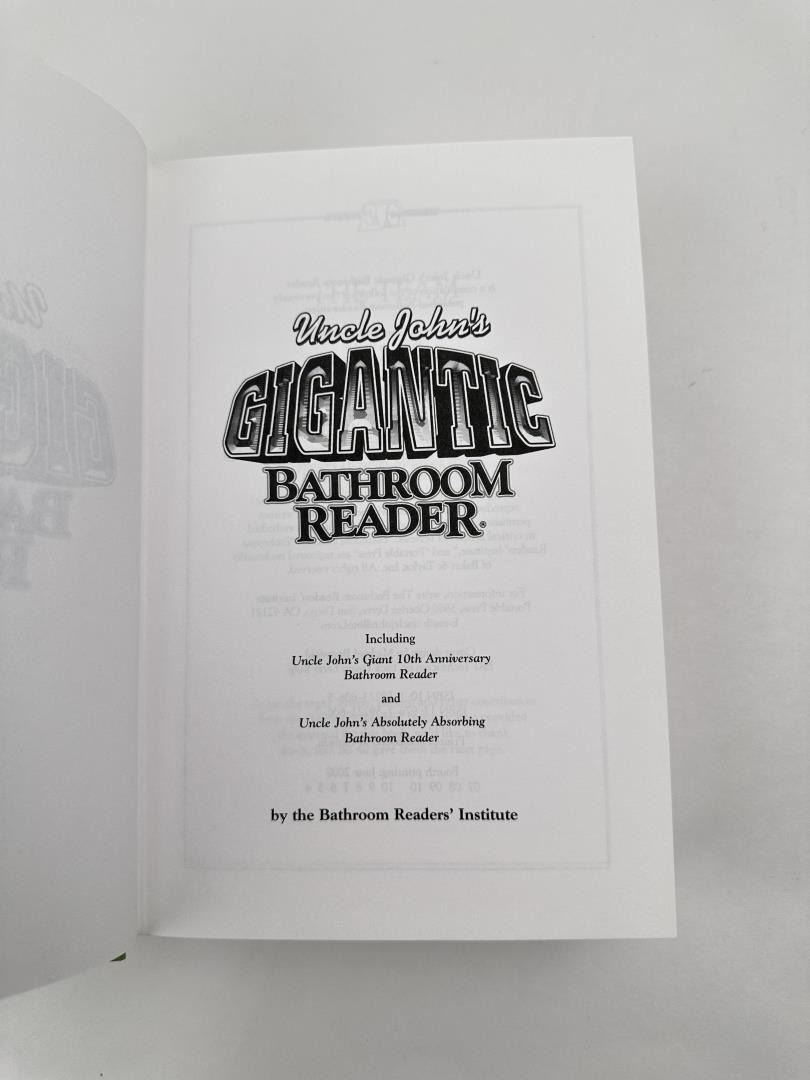 Uncle John's
GIGANTIC
BATHROOM
READER®
Including
Uncle John's Giant 10th Anniversary
Bathroom Reader
and
Uncle John's Absolutely Absorbing
Bathroom Reader
by the Bathroom Readers' Institute